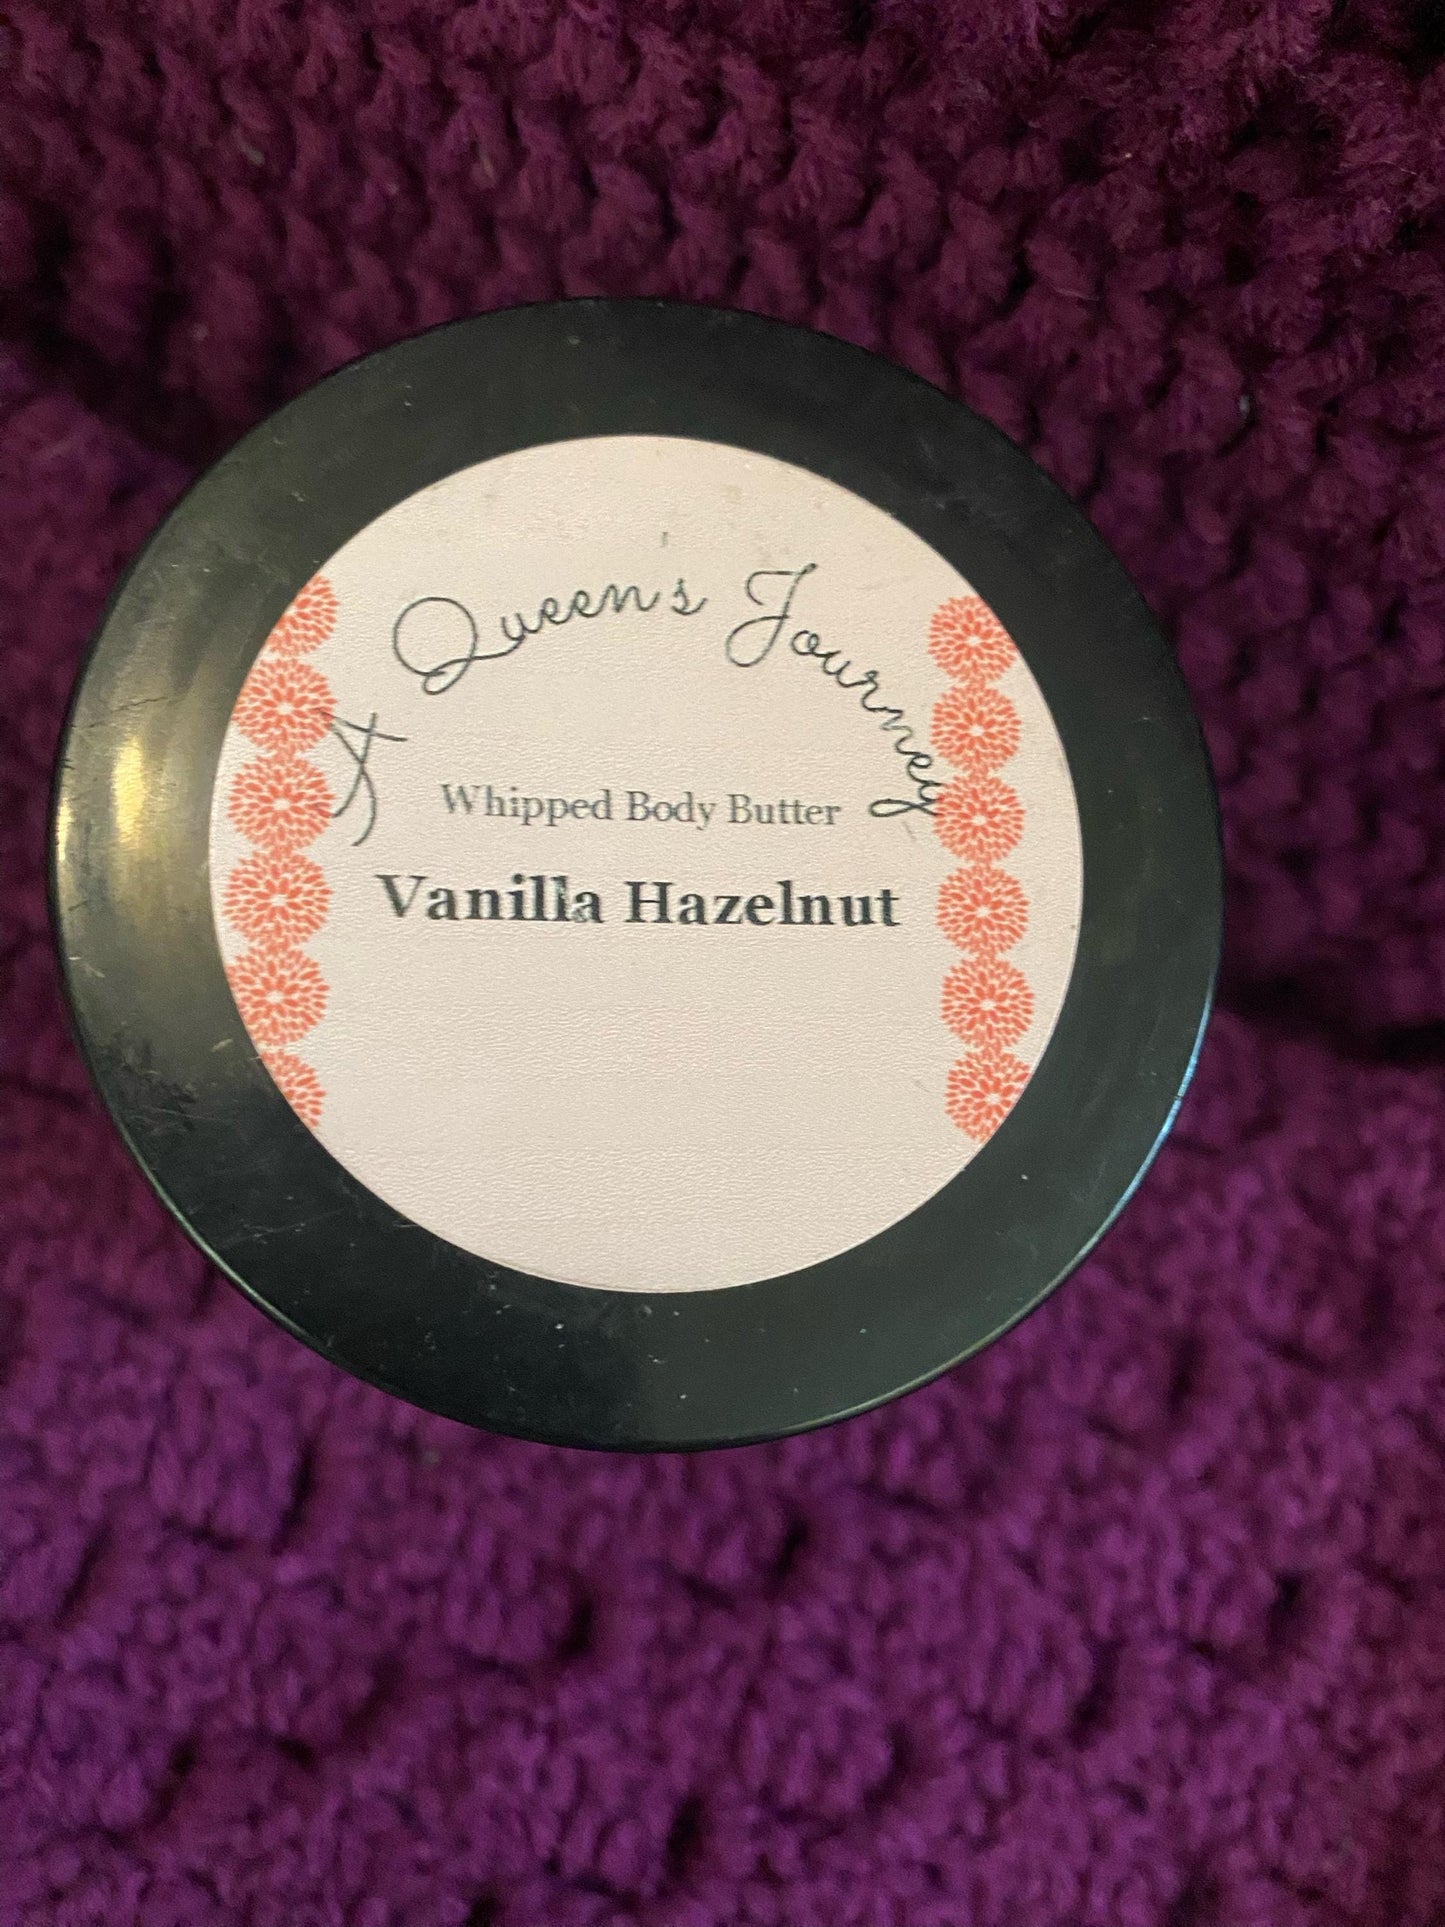 A Queen's Journey
Whipped Body Butter
Vanilla Hazelnut